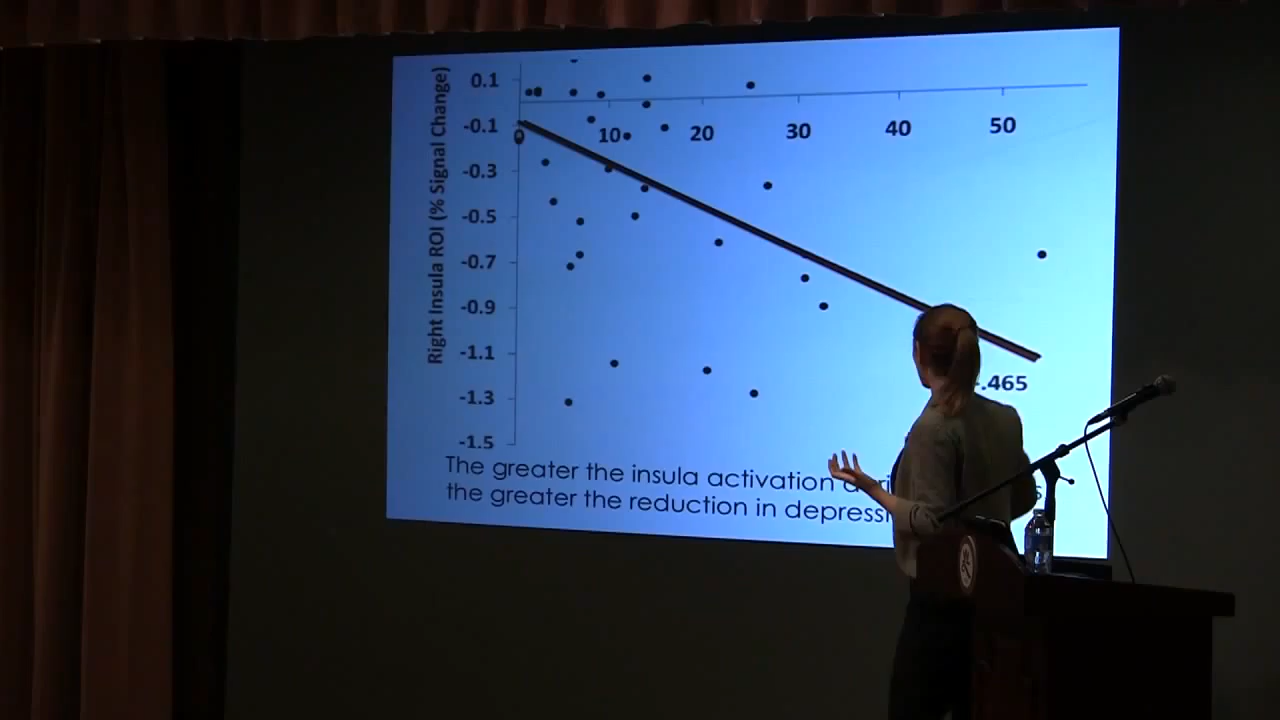 Right Insula ROI (% Signal Change)
0.1
-0.1
-0.3
-0.5
-0.7
-0.9
-1.1
-1.3
-1.5
0 10 20 30 40 50
.465
The greater the insula activation
the greater the reduction in